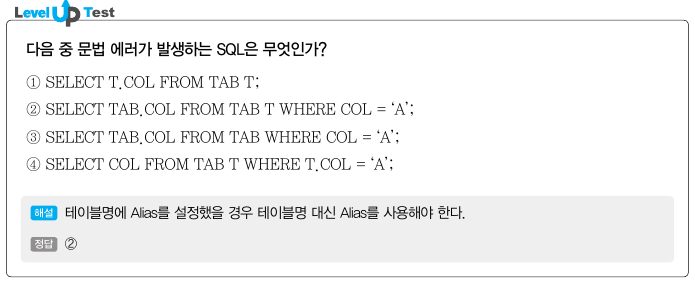 Level Up Test
다음 중 문법 에러가 발생하는 SQL은 무엇인가?
① SELECT T.COL FROM TAB T;
② SELECT TAB.COL FROM TAB T WHERE COL = ‘A’;
③ SELECT TAB.COL FROM TAB WHERE COL = ‘A’;
④ SELECT COL FROM TAB T WHERE T.COL = ‘A’;
해설 테이블명에 Alias를 설정했을 경우 테이블명 대신 Alias를 사용해야 한다.
정답 ②